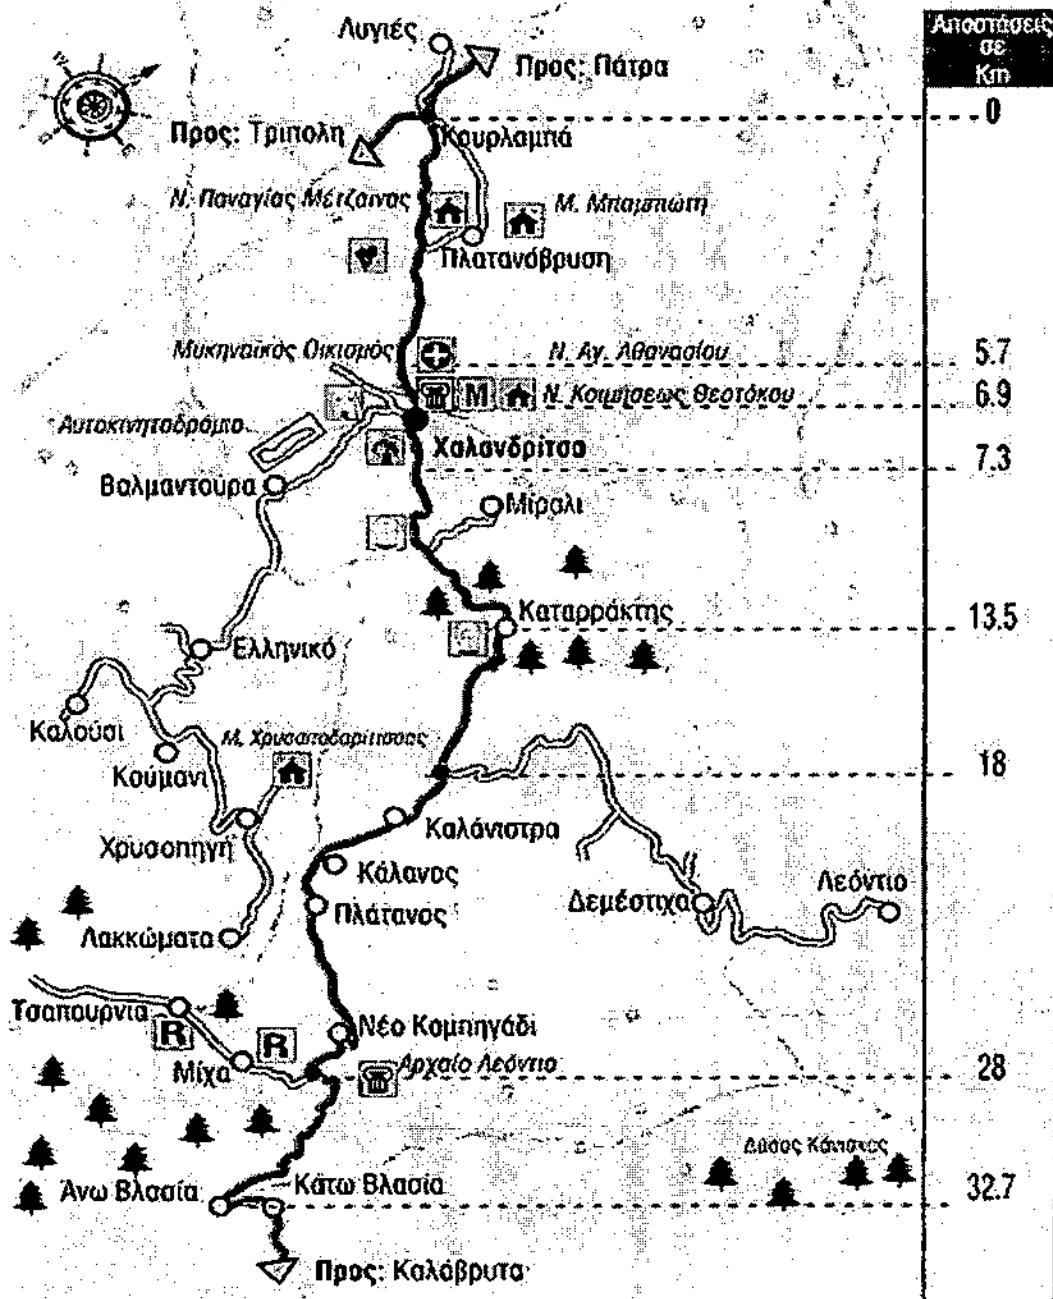 Αποστάσεις
σε
Km
Λυγιές
Προς: Πάτρα
0
Προς: Τρίπολη
Κουρλαμπά
Ν. Παναγίας Μέτζαινας
Μ. Μπαμπιώτη
Πλατανόβρυση
Μυκηναϊκός Οικισμός
Ν. Αγ. Αθανασίου
5.7
M
Ν. Κοιμήσεως Θεοτόκου
6.9
Αυτοκινητοδρόμιο
Χαλανδρίτσα
7.3
Βαλμαντούρα
Μίραλι
Καταρράκτης
13.5
Ελληνικό
Καλούσι
Κούμανι
Μ. Χρυσοποδαρίτισσας
18
Χρυσοπηγή
Καλάνιστρα
Κάλανος
Δεμέστιχα
Λεόντιο
Πλάτανος
Λακκώματα
Τσαπουρνιά
R
Νέο Κομπηγάδι
R
Μίχα
Αρχαίο Λεόντιο
28
Δάσος
Άνω Βλασία
Κάτω Βλασία
32.7
Προς: Καλάβρυτα